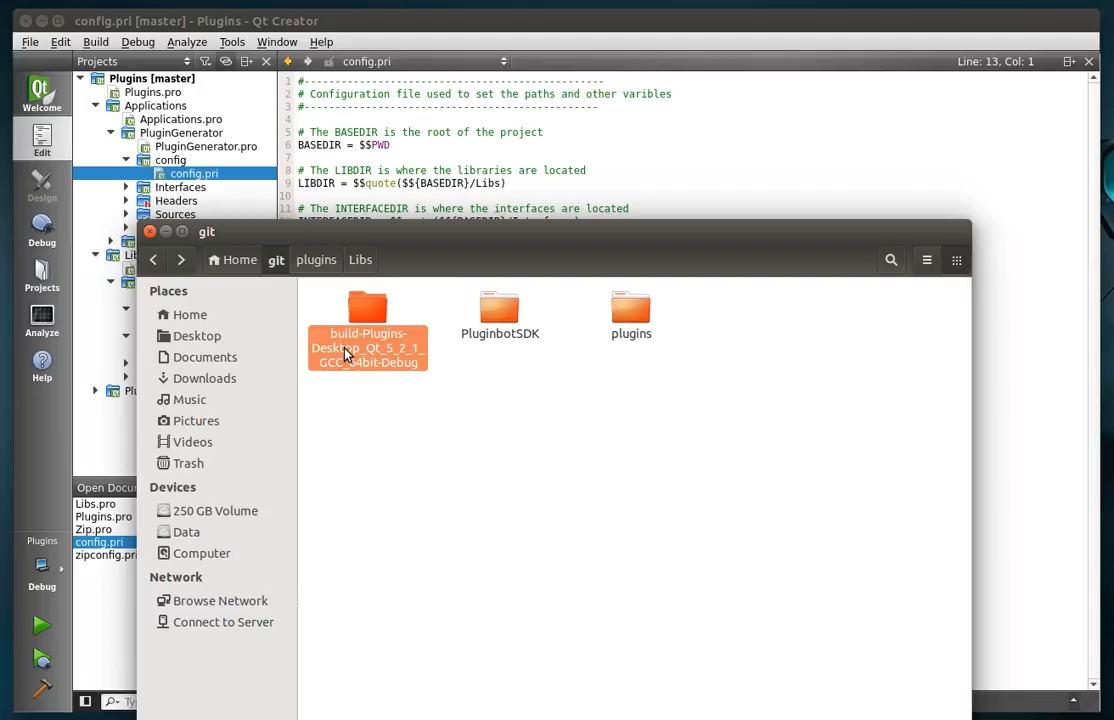 config.pri [master] - Plugins - Qt Creator
File Edit Build Debug Analyze Tools Window Help
Projects
config.pri
Line: 13, Col: 1
Welcome
Edit
Design
Debug
Projects
Analyze
Help
Plugins [master]
Plugins.pro
Applications
Applications.pro
PluginGenerator
PluginGenerator.pro
config
config.pri
Interfaces
Headers
Sources
1 #----------------------------------------------
2 # Configuration file used to set the paths and other varibles
3 #---------------------------------------------
4
5 # The BASEDIR is the root of the project
6 BASEDIR = $$PWD
7
8 # The LIBDIR is where the libraries are located
9 LIBDIR = $$quote($${BASEDIR}/Libs)
10
11 # The INTERFACEDIR is where the interfaces are located
git
Home git plugins Libs
Places
Home
Desktop
Documents
Downloads
Music
Pictures
Videos
Trash
Devices
250 GB Volume
Data
Computer
Network
Browse Network
Connect to Server
build-Plugins-
Desktop_Qt_5_2_1_
GCC_64bit-Debug
PluginbotSDK
plugins
Open Docu
Libs.pro
Plugins.pro
Zip.pro
config.pri
zipconfig.pri
Plugins
Debug
Ty